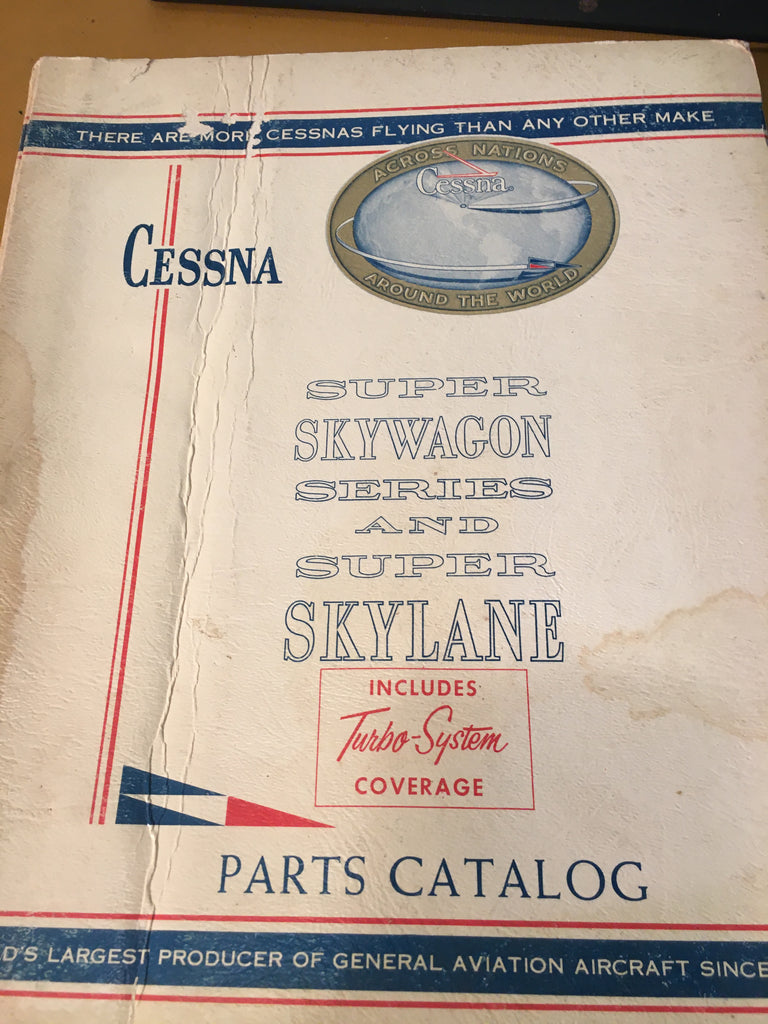 THERE ARE MORE CESSNAS FLYING THAN ANY OTHER MAKE
ACROSS NATIONS
Cessna®
AROUND THE WORLD
CESSNA
SUPER
SKYWAGON
SERIES
AND
SUPER
SKYLANE
INCLUDES
Turbo-System
COVERAGE
PARTS CATALOG
D'S LARGEST PRODUCER OF GENERAL AVIATION AIRCRAFT SINCE